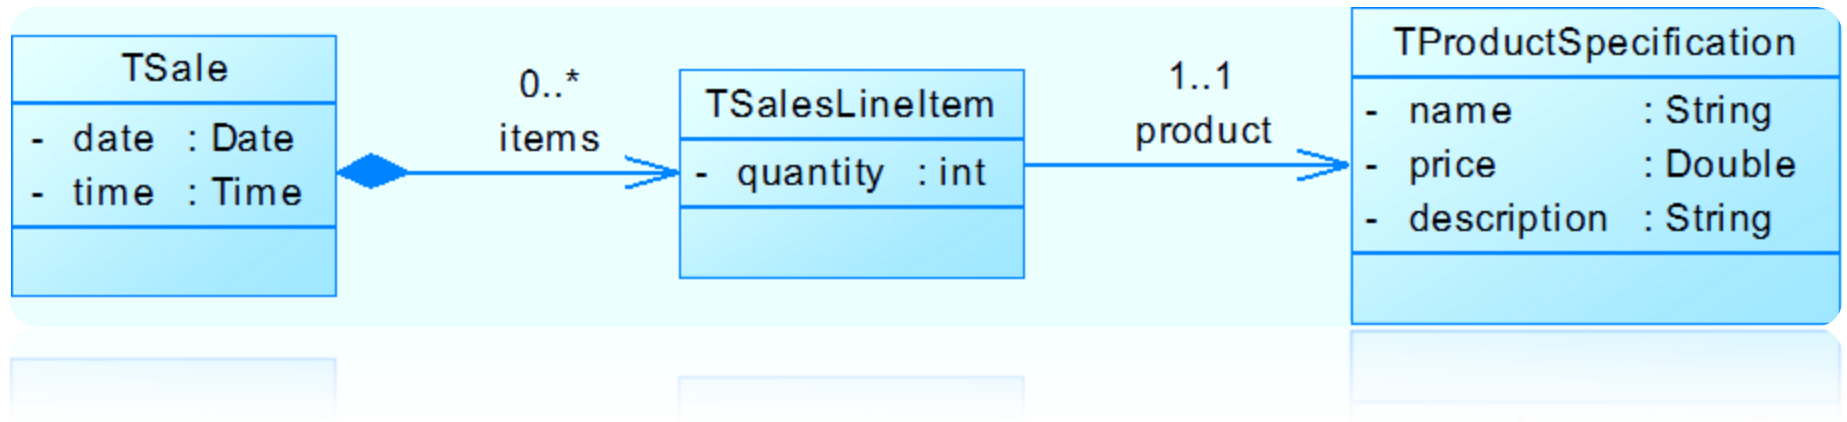 TSale
- date : Date
- time : Time
0..*
items
TSalesLineItem
- quantity : int
1..1
product
TProductSpecification
- name : String
- price : Double
- description : String